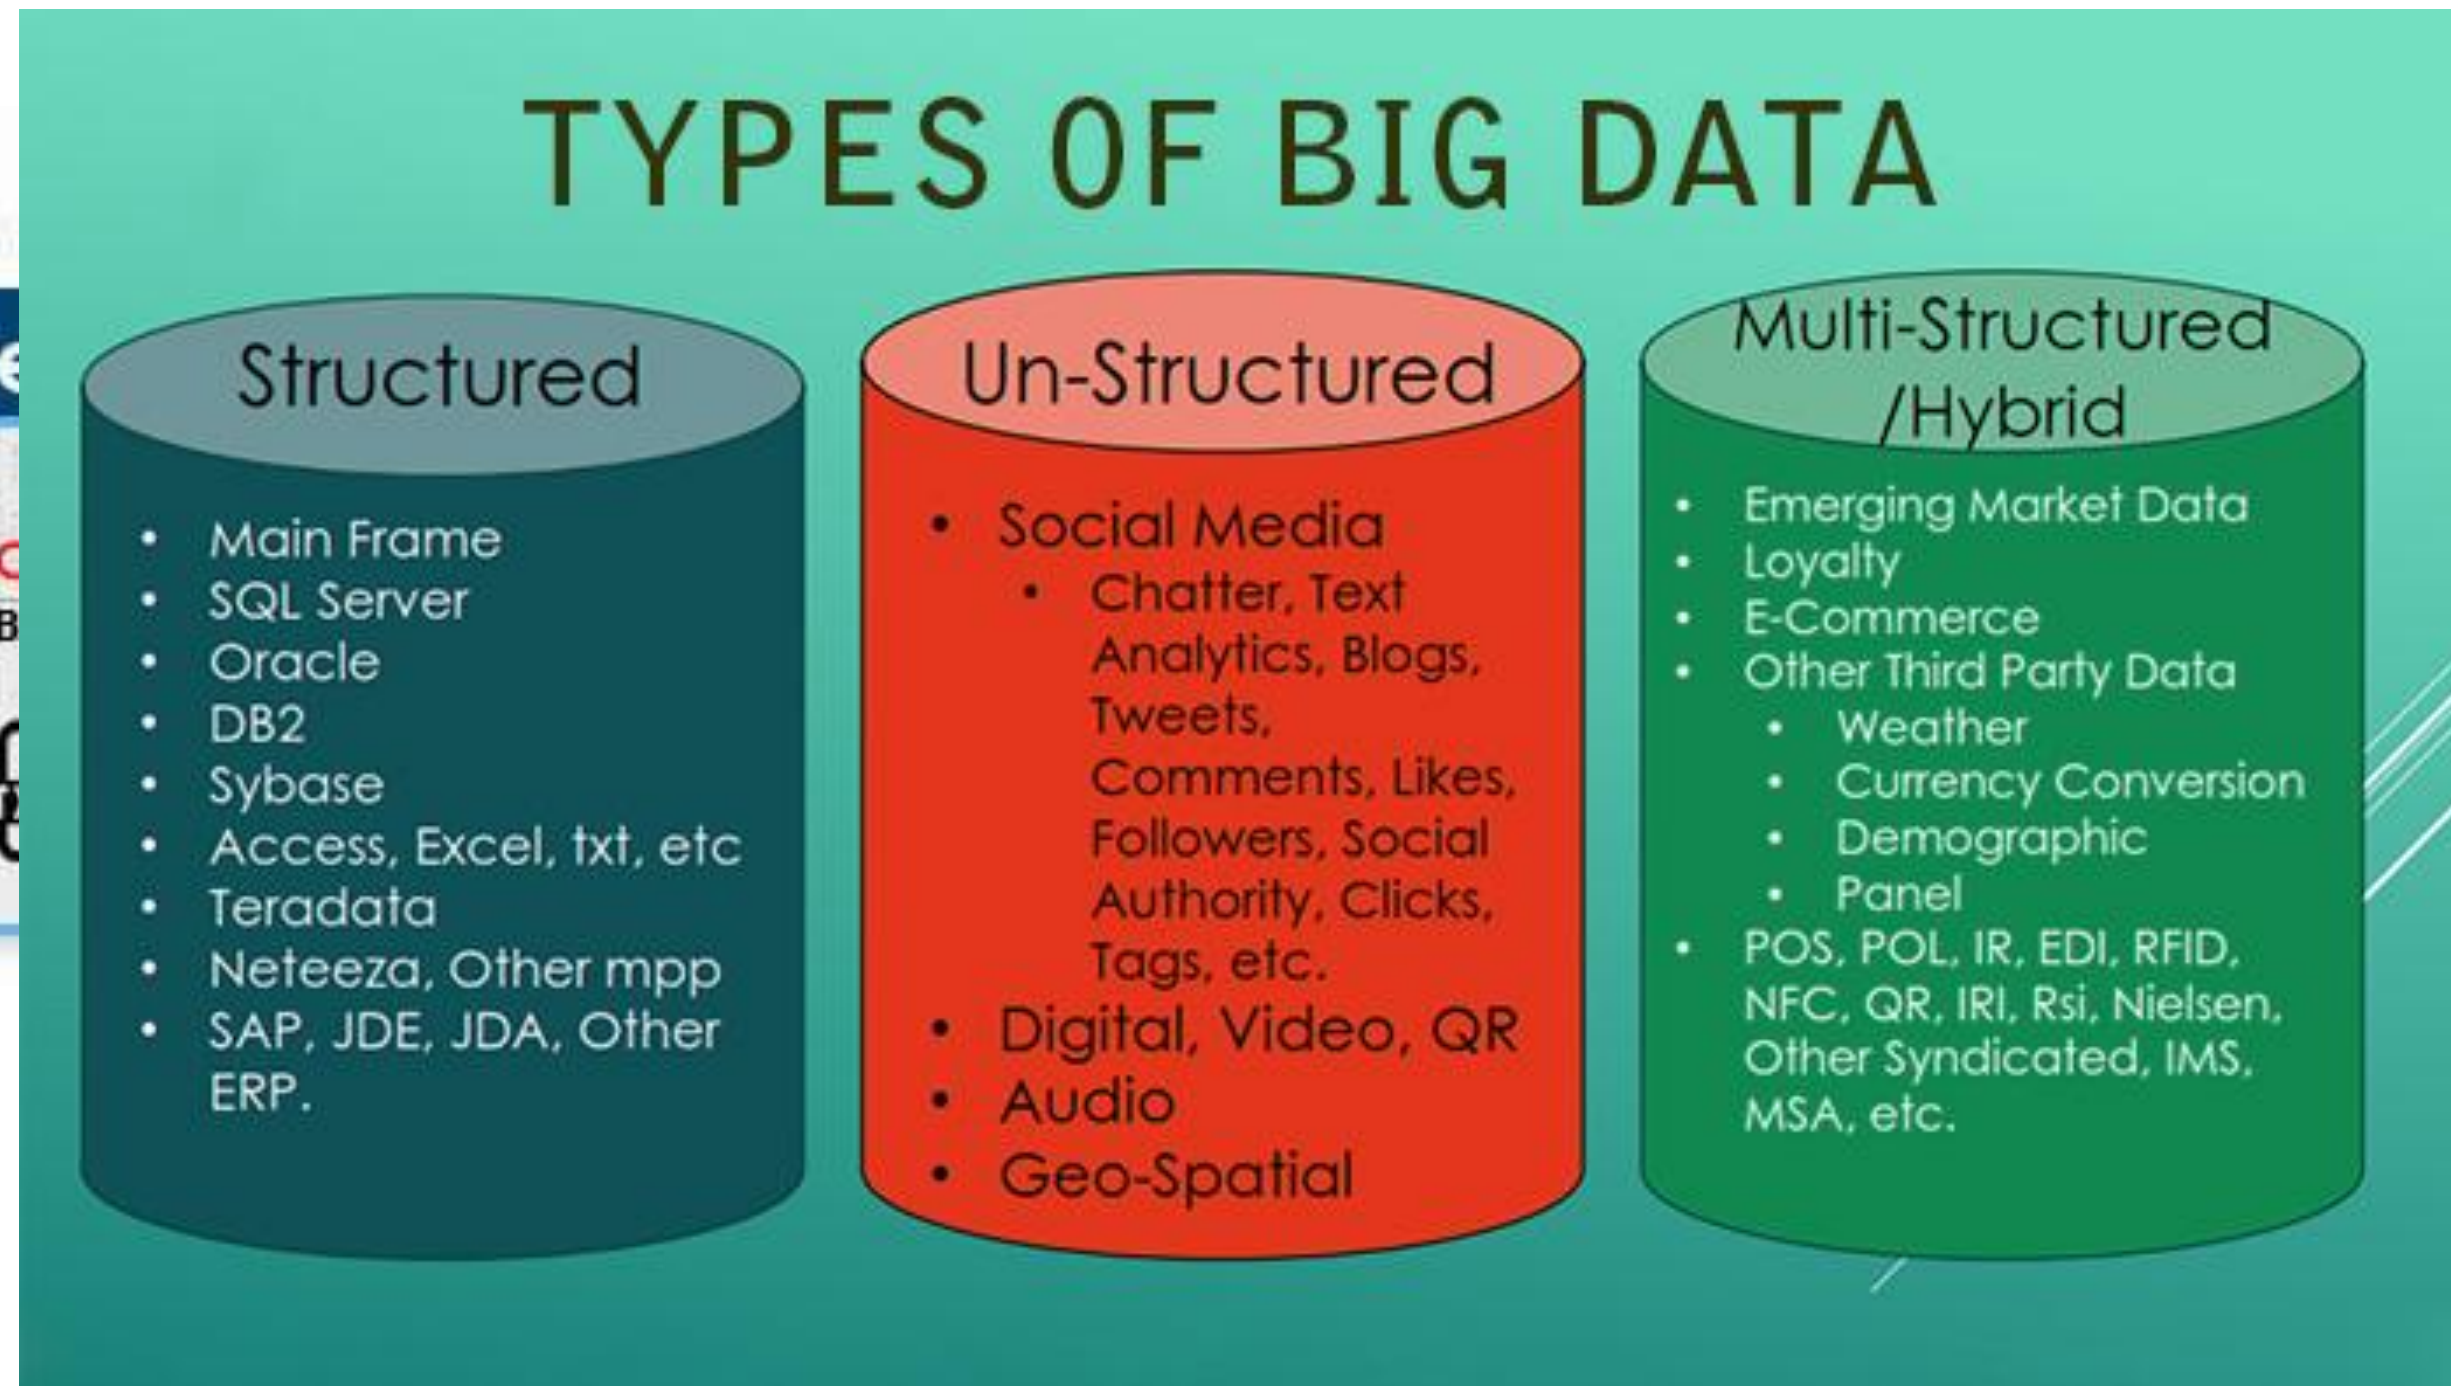 TYPES OF BIG DATA
Structured
• Main Frame
• SQL Server
• Oracle
• DB2
• Sybase
• Access, Excel, txt, etc
• Teradata
• Neteeza, Other mpp
• SAP, JDE, JDA, Other
ERP.
Un-Structured
• Social Media
• Chatter, Text
Analytics, Blogs,
Tweets,
Comments, Likes,
Followers, Social
Authority, Clicks,
Tags, etc.
• Digital, Video, QR
• Audio
• Geo-Spatial
Multi-Structured
/Hybrid
• Emerging Market Data
• Loyalty
• E-Commerce
• Other Third Party Data
• Weather
• Currency Conversion
• Demographic
• Panel
• POS, POL, IR, EDI, RFID,
NFC, QR, IRI, Rsi, Nielsen,
Other Syndicated, IMS,
MSA, etc.